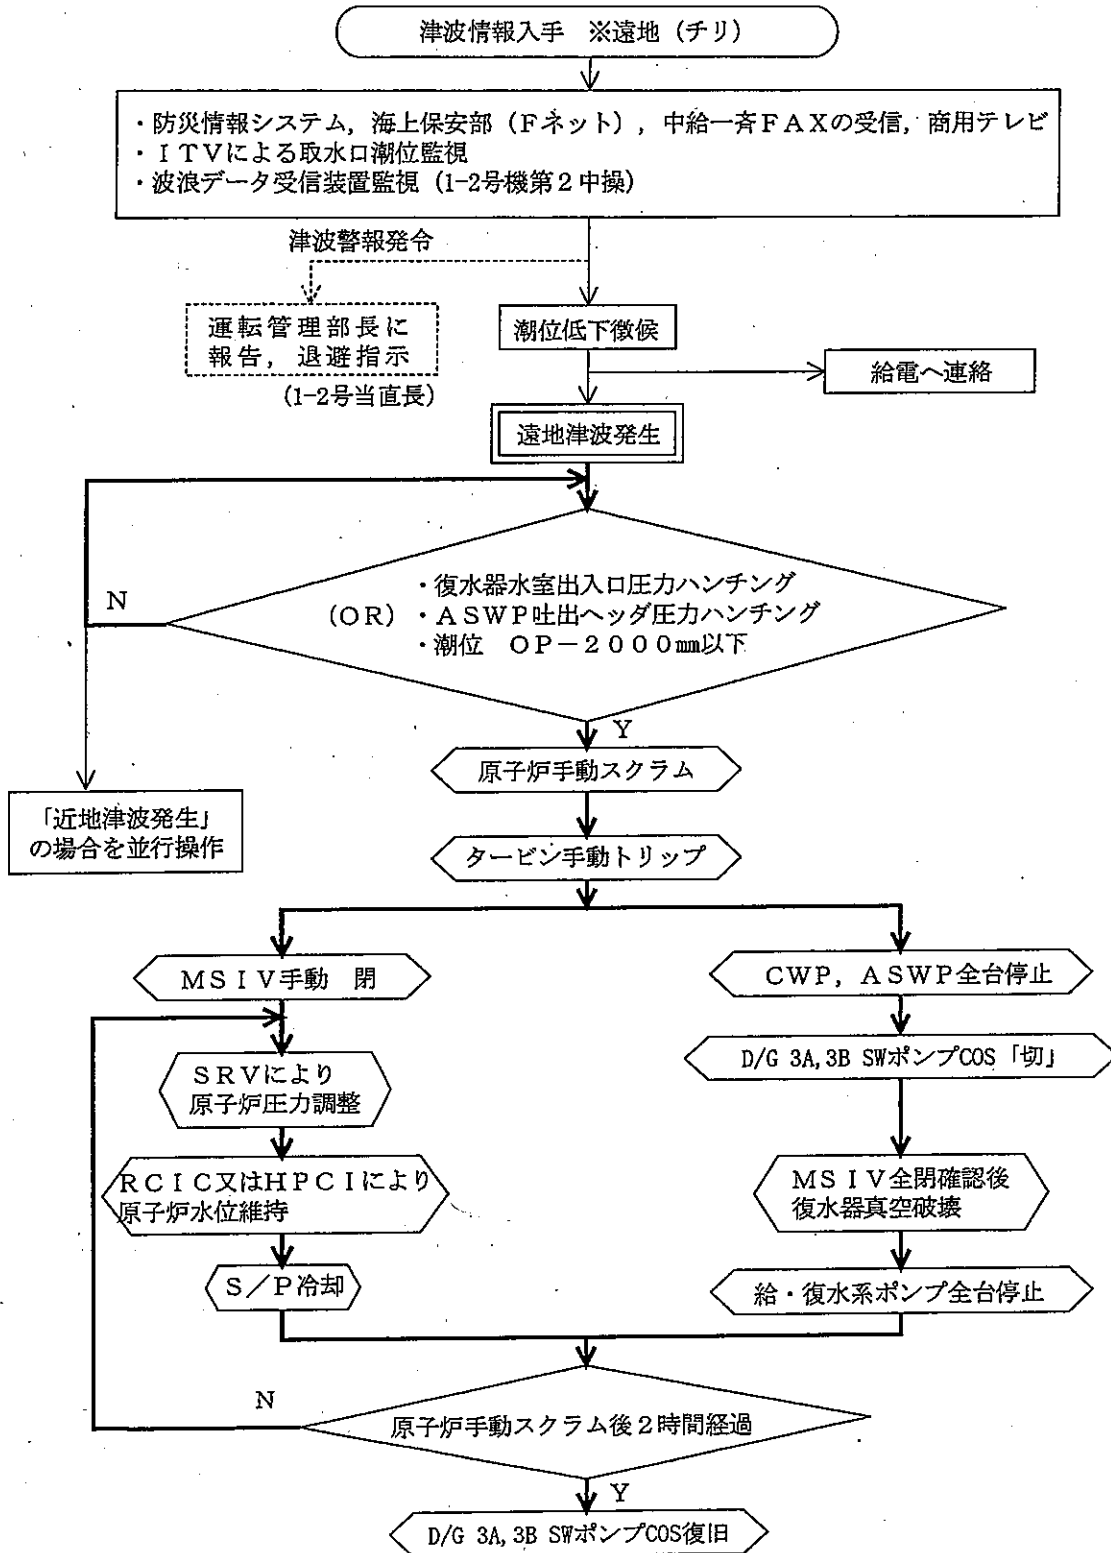 津波情報入手　※遠地（チリ）
・防災情報システム，海上保安部（Ｆネット），中給一斉ＦＡＸの受信，商用テレビ
・ＩＴＶによる取水口潮位監視
・波浪データ受信装置監視（1-2号機第２中操）
津波警報発令
運転管理部長に
報告，退避指示
（1-2号当直長）
潮位低下徴候
給電へ連絡
遠地津波発生
・復水器水室出入口圧力ハンチング
（ＯＲ）・ＡＳＷＰ吐出ヘッダ圧力ハンチング
・潮位　ＯＰ－２０００㎜以下
Ｎ
Ｙ
「近地津波発生」
の場合を並行操作
原子炉手動スクラム
タービン手動トリップ
ＭＳＩＶ手動　閉
ＳＲＶにより
原子炉圧力調整
ＲＣＩＣ又はＨＰＣＩにより
原子炉水位維持
Ｓ／Ｐ冷却
ＣＷＰ，ＡＳＷＰ全台停止
D/G 3A,3B SWポンプCOS「切」
ＭＳＩＶ全閉確認後
復水器真空破壊
給・復水系ポンプ全台停止
Ｎ
原子炉手動スクラム後２時間経過
Ｙ
D/G 3A,3B SWポンプCOS復旧